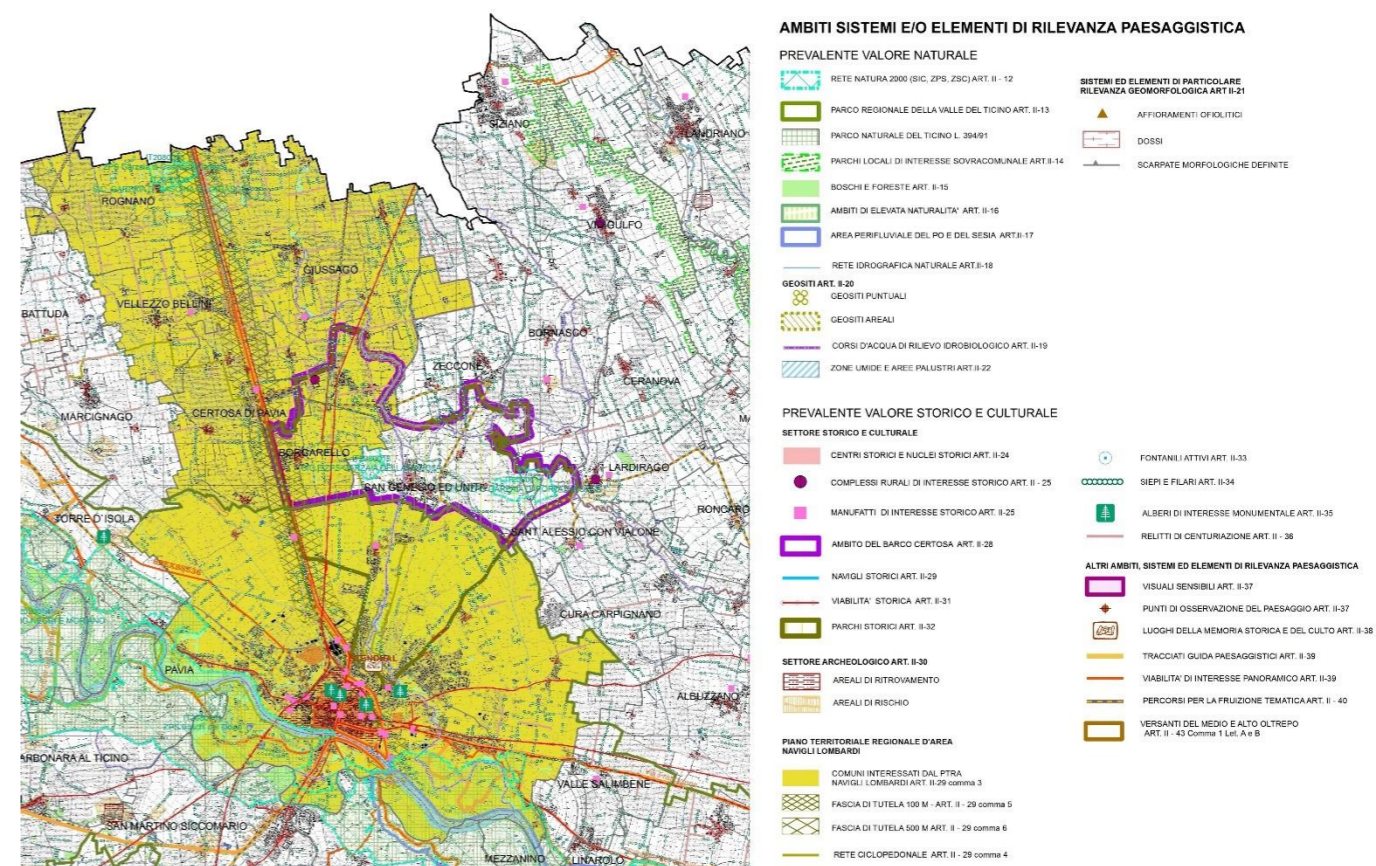 SIZIANO
LANDRIANO
ROGNANO
VIDIGULFO
GIUSSAGO
VELLEZZO BELLINI
BATTUDA
BORNASCO
ZECCONE
CERANOVA
MARCIGNAGO
CERTOSA DI PAVIA
BORGARELLO
LARDIRAGO
SAN GENESIO ED UNITI
RONCARO
TORRE D'ISOLA
SANT'ALESSIO CON VIALONE
CURA CARPIGNANO
PAVIA
ALBUZZANO
CARBONARA AL TICINO
VALLE SALIMBENE
SAN MARTINO SICCOMARIO
MEZZANINO
LINAROLO
AMBITI SISTEMI E/O ELEMENTI DI RILEVANZA PAESAGGISTICA
PREVALENTE VALORE NATURALE
RETE NATURA 2000 (SIC, ZPS, ZSC) ART. II - 12
PARCO REGIONALE DELLA VALLE DEL TICINO ART. II-13
PARCO NATURALE DEL TICINO L. 394/91
PARCHI LOCALI DI INTERESSE SOVRACOMUNALE ART.II-14
BOSCHI E FORESTE ART. II-15
AMBITI DI ELEVATA NATURALITA' ART. II-16
AREA PERIFLUVIALE DEL PO E DEL SESIA ART.II-17
RETE IDROGRAFICA NATURALE ART.II-18
GEOSITI ART. II-20
GEOSITI PUNTUALI
GEOSITI AREALI
CORSI D'ACQUA DI RILIEVO IDROBIOLOGICO ART. II-19
ZONE UMIDE E AREE PALUSTRI ART.II-22
SISTEMI ED ELEMENTI DI PARTICOLARE
RILEVANZA GEOMORFOLOGICA ART II-21
AFFIORAMENTI OFIOLITICI
DOSSI
SCARPATE MORFOLOGICHE DEFINITE
PREVALENTE VALORE STORICO E CULTURALE
SETTORE STORICO E CULTURALE
CENTRI STORICI E NUCLEI STORICI ART. II-24
COMPLESSI RURALI DI INTERESSE STORICO ART. II - 25
MANUFATTI DI INTERESSE STORICO ART. II-25
AMBITO DEL BARCO CERTOSA ART. II-28
NAVIGLI STORICI ART. II-29
VIABILITA' STORICA ART. II-31
PARCHI STORICI ART. II-32
SETTORE ARCHEOLOGICO ART. II-30
AREALI DI RITROVAMENTO
AREALI DI RISCHIO
PIANO TERRITORIALE REGIONALE D'AREA
NAVIGLI LOMBARDI
COMUNI INTERESSATI DAL PTRA
NAVIGLI LOMBARDI ART. II-29 comma 3
FASCIA DI TUTELA 100 M - ART. II - 29 comma 5
FASCIA DI TUTELA 500 M ART. II - 29 comma 6
RETE CICLOPEDONALE ART. II - 29 comma 4
FONTANILI ATTIVI ART. II-33
SIEPI E FILARI ART. II-34
ALBERI DI INTERESSE MONUMENTALE ART. II-35
RELITTI DI CENTURIAZIONE ART. II - 36
ALTRI AMBITI, SISTEMI ED ELEMENTI DI RILEVANZA PAESAGGISTICA
VISUALI SENSIBILI ART. II-37
PUNTI DI OSSERVAZIONE DEL PAESAGGIO ART. II-37
LUOGHI DELLA MEMORIA STORICA E DEL CULTO ART. II-38
TRACCIATI GUIDA PAESAGGISTICI ART. II-39
VIABILITA' DI INTERESSE PANORAMICO ART. II-39
PERCORSI PER LA FRUIZIONE TEMATICA ART. II - 40
VERSANTI DEL MEDIO E ALTO OLTREPO
ART. II - 43 Comma 1 Let. A e B